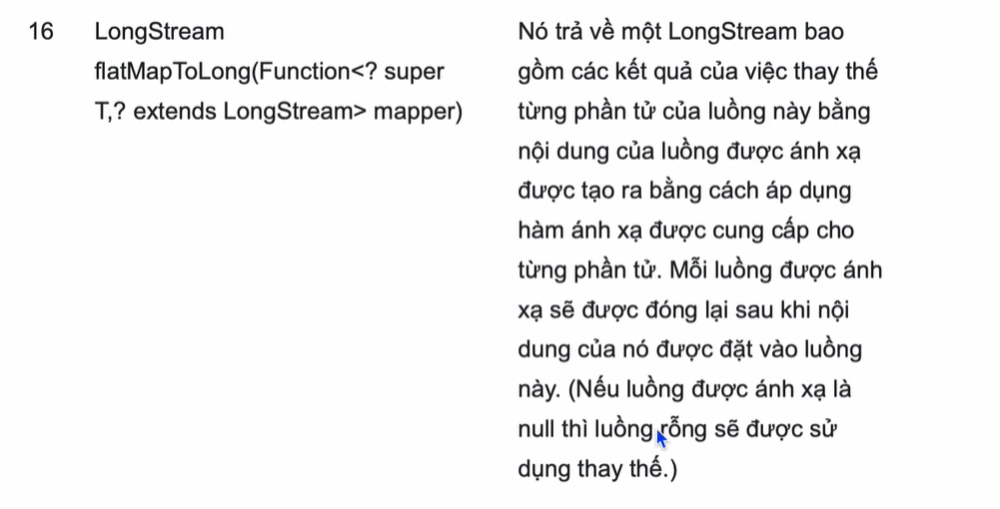 16
LongStream
flatMapToLong(Function<? super
T,? extends LongStream> mapper)
Nó trả về một LongStream bao
gồm các kết quả của việc thay thế
từng phần tử của luồng này bằng
nội dung của luồng được ánh xạ
được tạo ra bằng cách áp dụng
hàm ánh xạ được cung cấp cho
từng phần tử. Mỗi luồng được ánh
xạ sẽ được đóng lại sau khi nội
dung của nó được đặt vào luồng
này. (Nếu luồng được ánh xạ là
null thì luồng rỗng sẽ được sử
dụng thay thế.)